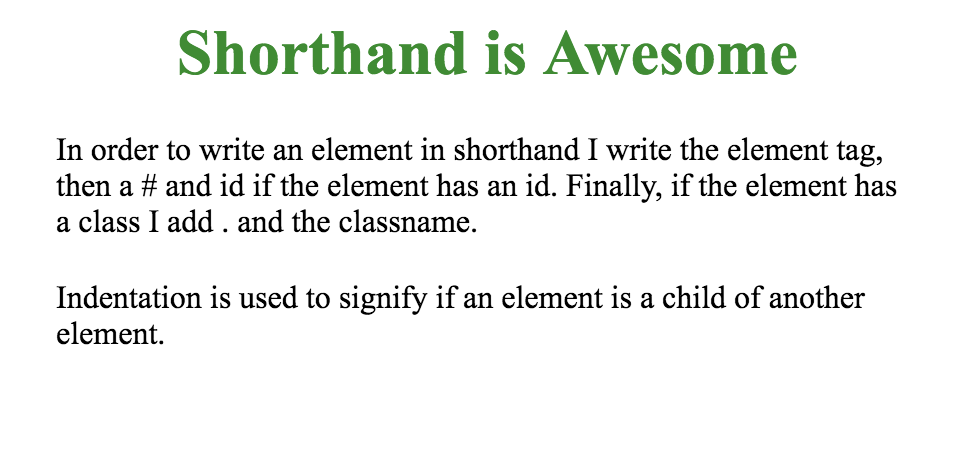 Shorthand is Awesome
In order to write an element in shorthand I write the element tag,
then a # and id if the element has an id. Finally, if the element has
a class I add . and the classname.
Indentation is used to signify if an element is a child of another
element.